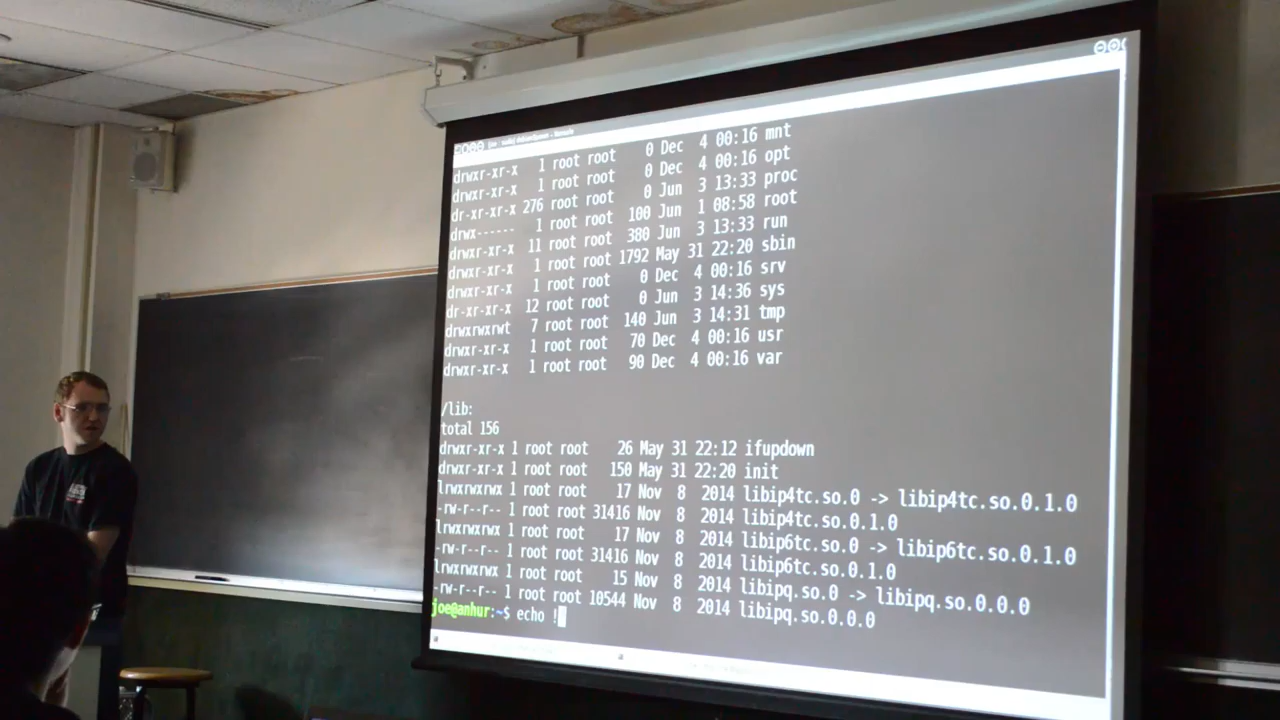 drwxr-xr-x 1 root root 0 Dec 4 00:16 mnt
drwxr-xr-x 1 root root 0 Dec 4 00:16 opt
dr-xr-xr-x 276 root root 0 Jun 3 13:33 proc
drwx------ 1 root root 100 Jun 1 08:58 root
drwxr-xr-x 11 root root 380 Jun 3 13:33 run
drwxr-xr-x 1 root root 1792 May 31 22:20 sbin
drwxr-xr-x 1 root root 0 Dec 4 00:16 srv
dr-xr-xr-x 12 root root 0 Jun 3 14:36 sys
drwxrwxrwt 7 root root 140 Jun 3 14:31 tmp
drwxr-xr-x 1 root root 70 Dec 4 00:16 usr
drwxr-xr-x 1 root root 90 Dec 4 00:16 var
/lib:
total 156
drwxr-xr-x 1 root root 26 May 31 22:12 ifupdown
drwxr-xr-x 1 root root 150 May 31 22:20 init
lrwxrwxrwx 1 root root 17 Nov 8 2014 libip4tc.so.0 -> libip4tc.so.0.1.0
-rw-r--r-- 1 root root 31416 Nov 8 2014 libip4tc.so.0.1.0
lrwxrwxrwx 1 root root 17 Nov 8 2014 libip6tc.so.0 -> libip6tc.so.0.1.0
-rw-r--r-- 1 root root 31416 Nov 8 2014 libip6tc.so.0.1.0
lrwxrwxrwx 1 root root 15 Nov 8 2014 libipq.so.0 -> libipq.so.0.0.0
-rw-r--r-- 1 root root 10544 Nov 8 2014 libipq.so.0.0.0
joe@anhur:~$ echo !